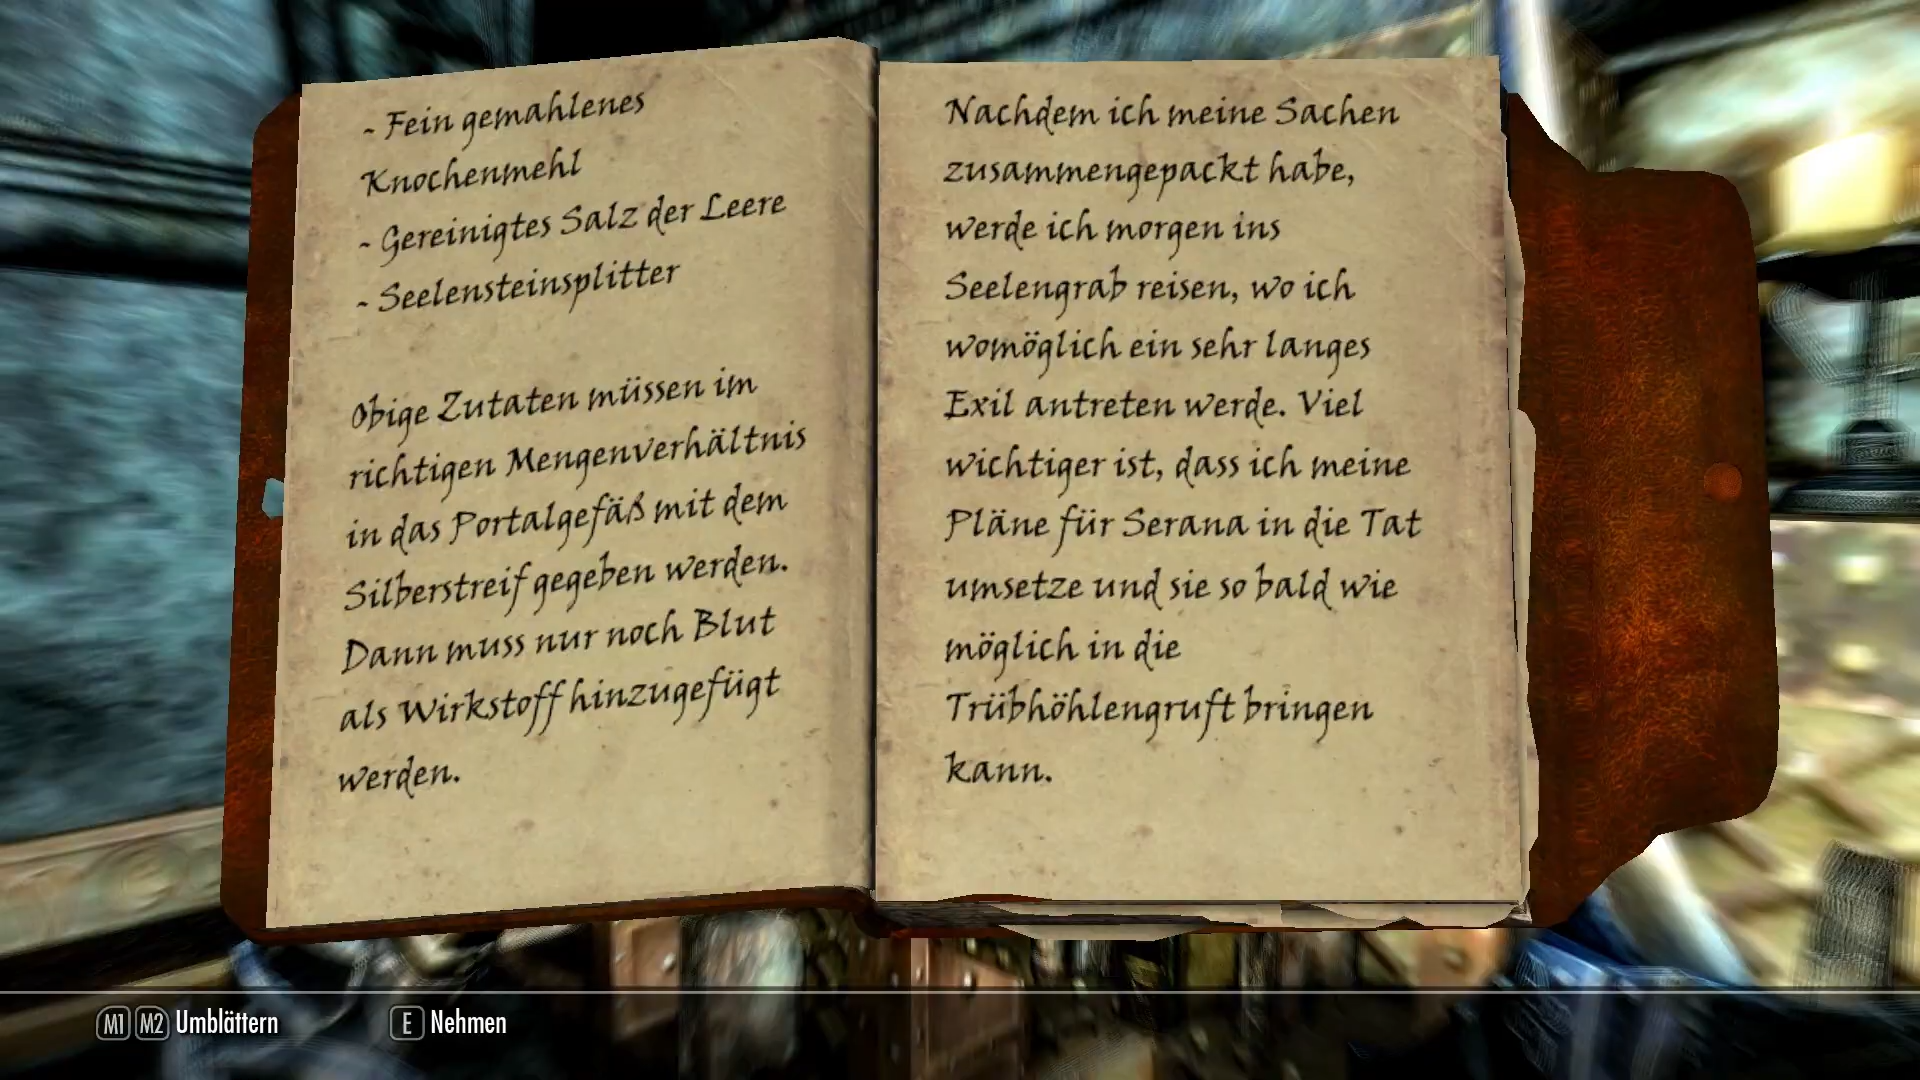 - Fein gemahlenes
Knochenmehl
- Gereinigtes Salz der Leere
- Seelensteinsplitter
Obige Zutaten müssen im
richtigen Mengenverhältnis
in das Portalgefäß mit dem
Silberstreif gegeben werden.
Dann muss nur noch Blut
als Wirkstoff hinzugefügt
werden.
Nachdem ich meine Sachen
zusammengepackt habe,
werde ich morgen ins
Seelengrab reisen, wo ich
womöglich ein sehr langes
Exil antreten werde. Viel
wichtiger ist, dass ich meine
Pläne für Serana in die Tat
umsetze und sie so bald wie
möglich in die
Trübhöhlengruft bringen
kann.
M1 M2 Umblättern
E Nehmen